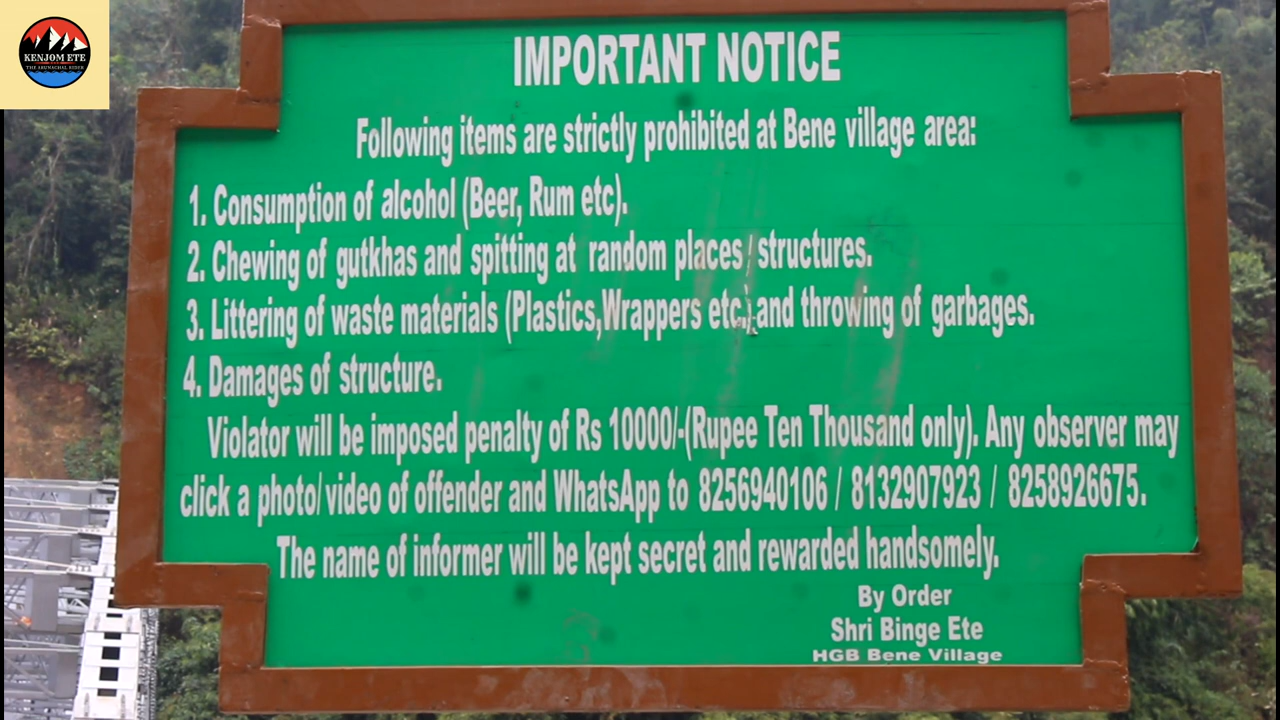 KENJOM ETE
THE ARUNACHAL RIDER
IMPORTANT NOTICE
Following items are strictly prohibited at Bene village area:
1. Consumption of alcohol (Beer, Rum etc).
2. Chewing of gutkhas and spitting at random places / structures.
3. Littering of waste materials (Plastics,Wrappers etc.) and throwing of garbages.
4. Damages of structure.
Violator will be imposed penalty of Rs 10000/-(Rupee Ten Thousand only). Any observer may
click a photo/video of offender and WhatsApp to 8256940106 / 8132907923 / 8258926675.
The name of informer will be kept secret and rewarded handsomely.
By Order
Shri Binge Ete
HGB Bene Village